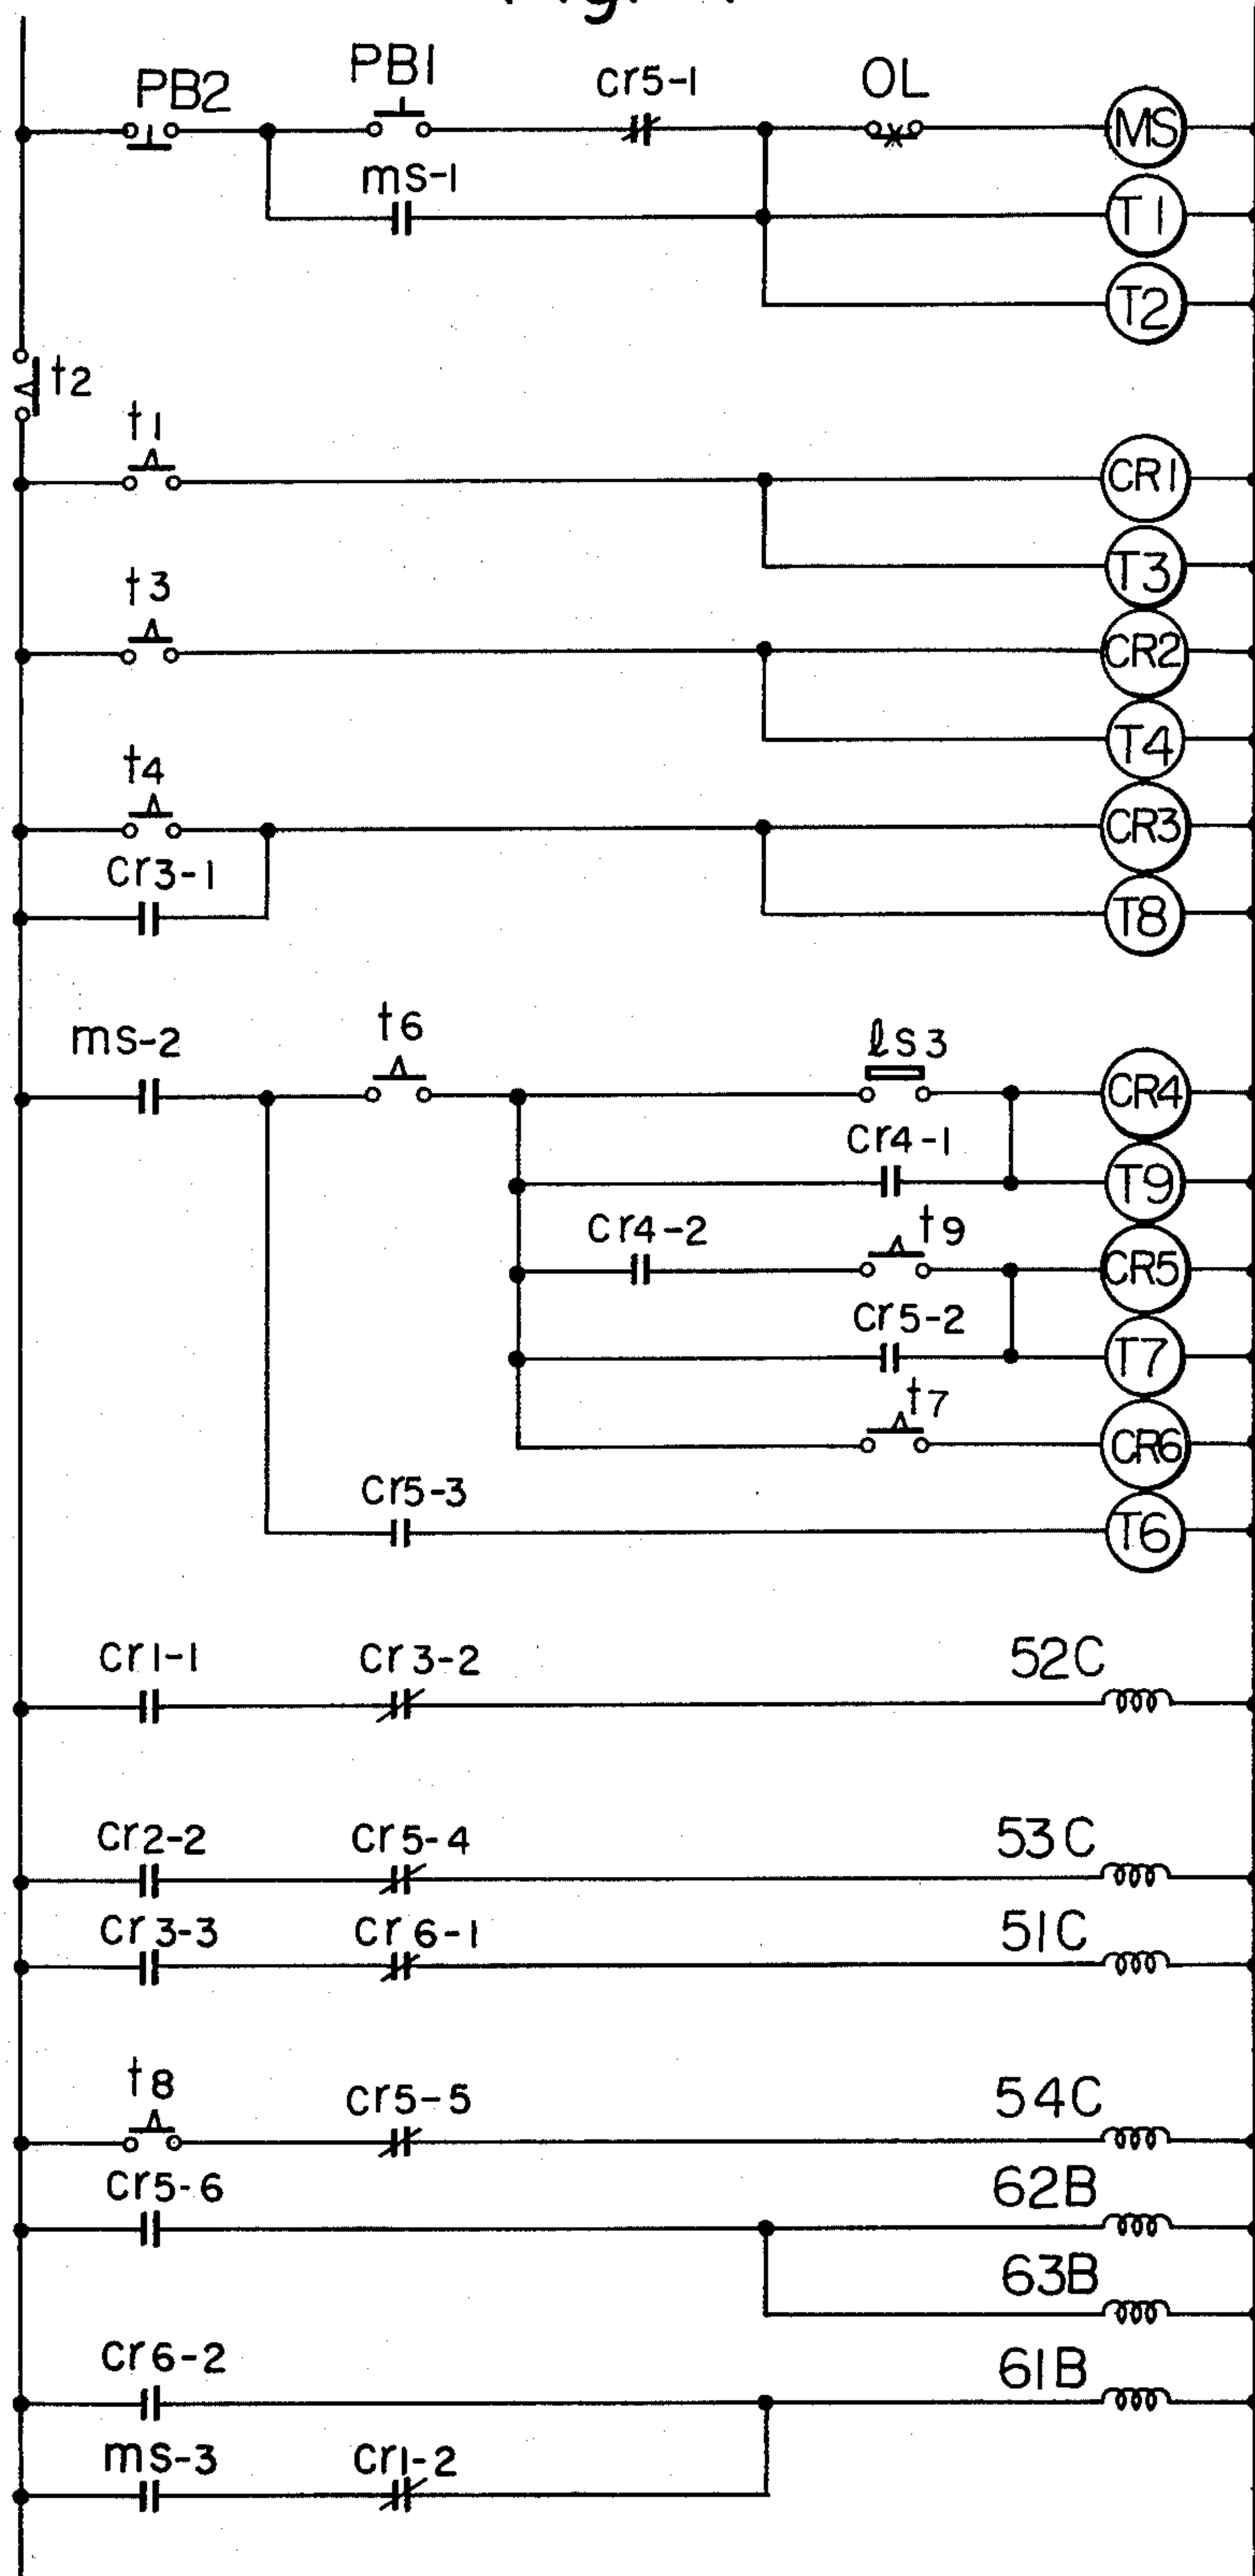 PB2 PB1 cr5-1 OL MS
ms-1 T1
T2
t2
t1 CR1
T3
t3 CR2
T4
t4 CR3
cr3-1 T8
ms-2 t6 ls3 CR4
cr4-1 T9
cr4-2 t9 CR5
cr5-2 T7
t7 CR6
cr5-3 T6
cr1-1 cr3-2 52C
cr2-2 cr5-4 53C
cr3-3 cr6-1 51C
t8 cr5-5 54C
cr5-6 62B
63B
cr6-2 61B
ms-3 cr1-2